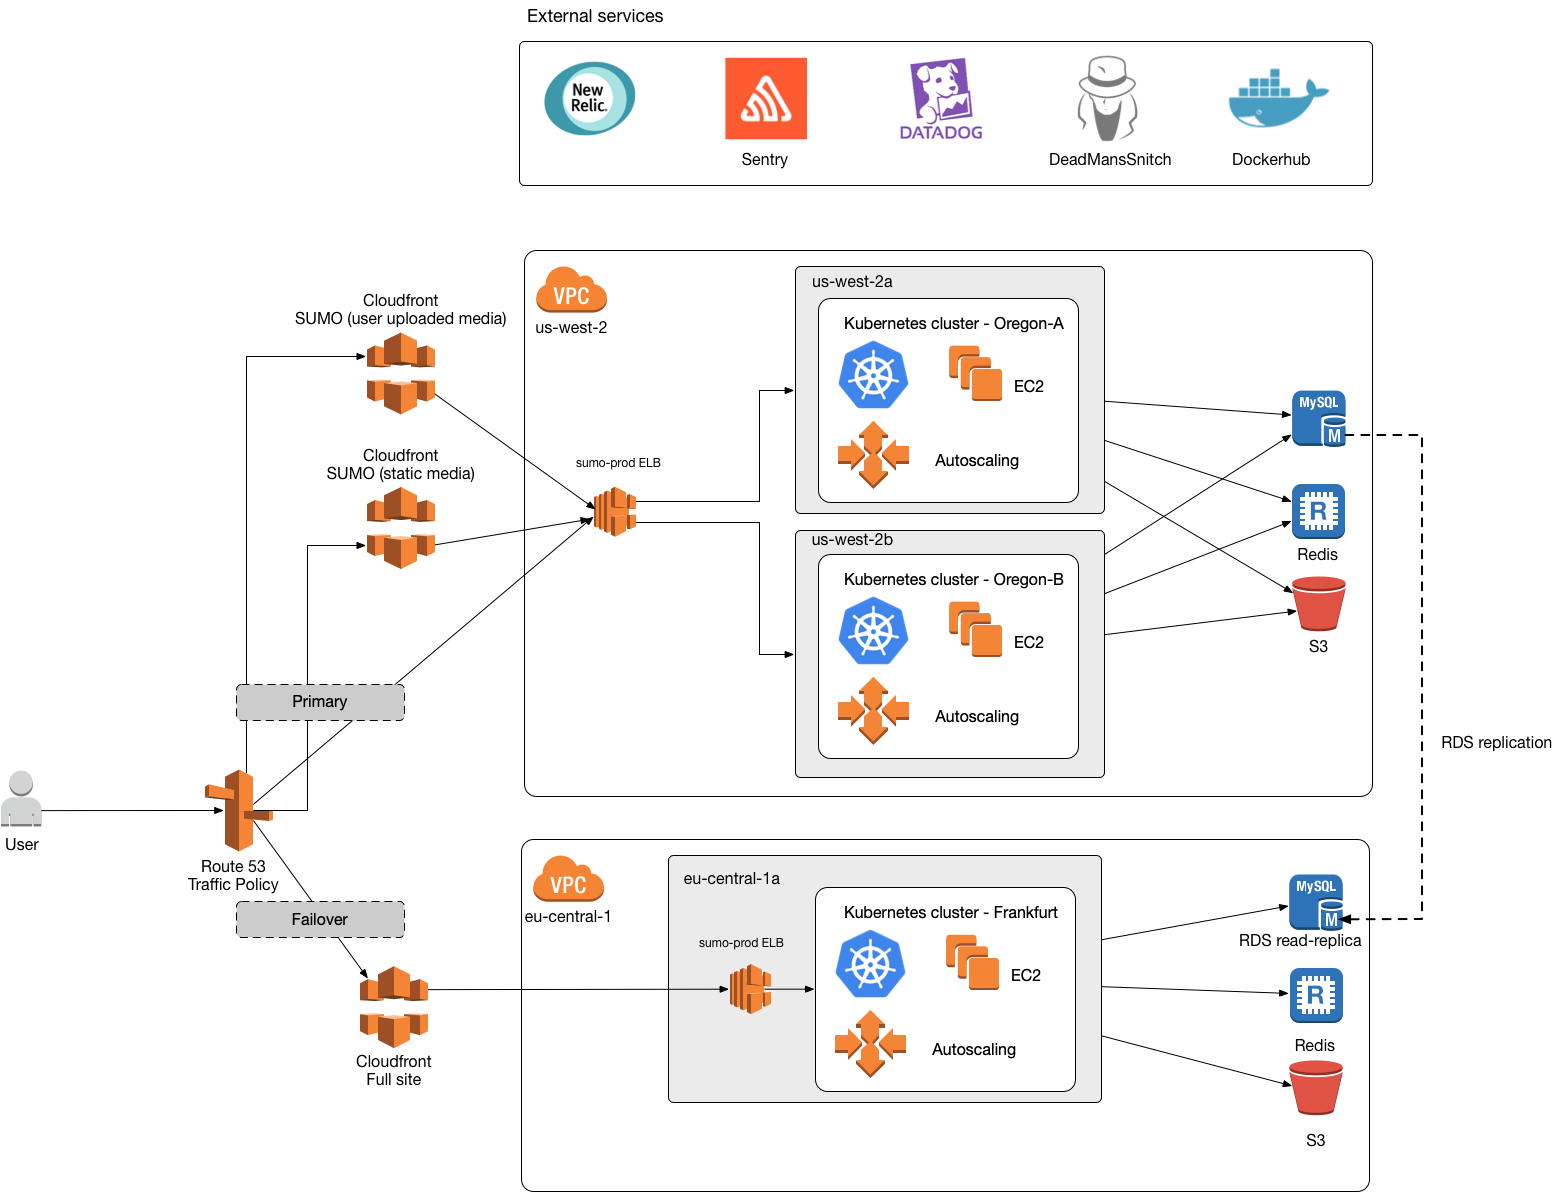 External services
New
Relic.
DATADOG
Sentry
DeadMansSnitch
Dockerhub
VPC
us-west-2
us-west-2a
Kubernetes cluster - Oregon-A
EC2
Autoscaling
us-west-2b
Kubernetes cluster - Oregon-B
EC2
Autoscaling
Cloudfront
SUMO (user uploaded media)
Cloudfront
SUMO (static media)
sumo-prod ELB
MySQL
M
R
Redis
S3
RDS replication
Primary
User
Route 53
Traffic Policy
Failover
Cloudfront
Full site
VPC
eu-central-1
eu-central-1a
sumo-prod ELB
Kubernetes cluster - Frankfurt
EC2
Autoscaling
MySQL
M
RDS read-replica
R
Redis
S3